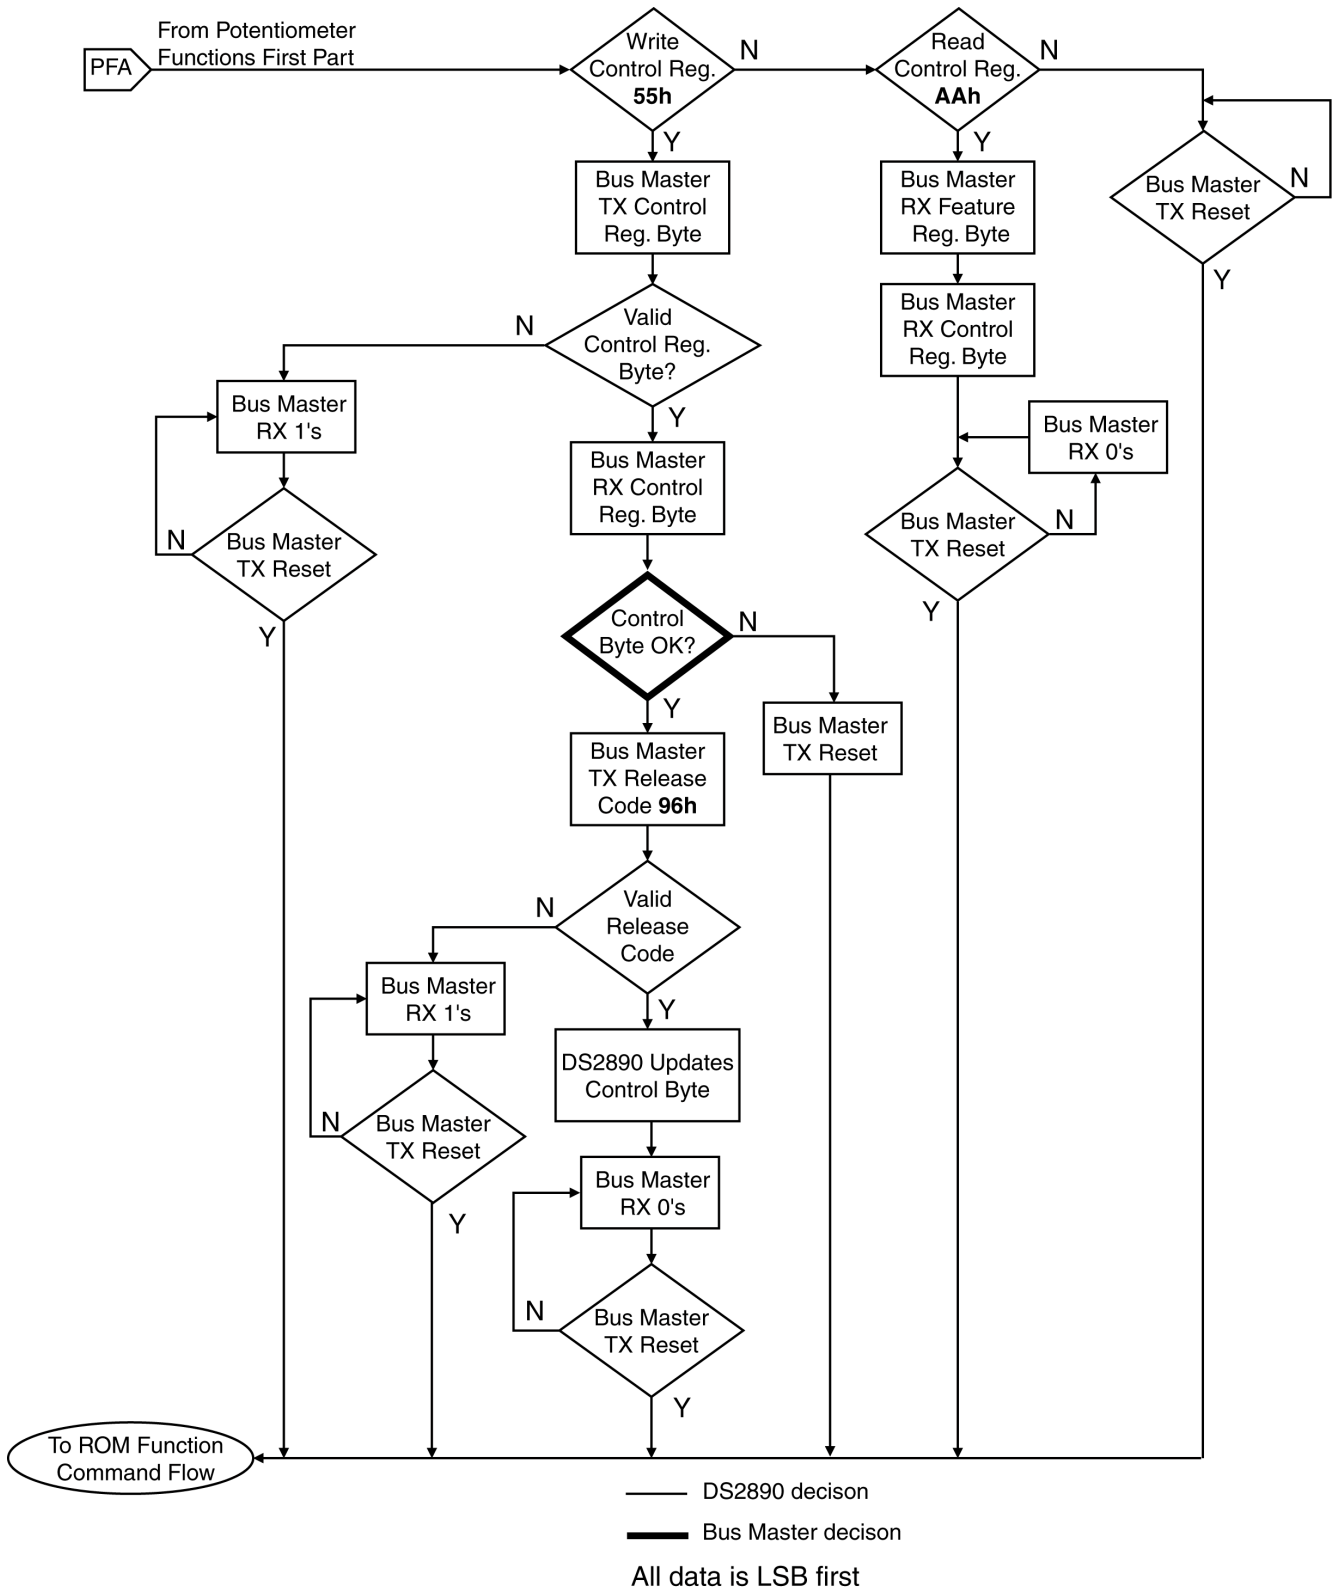 From Potentiometer
Functions First Part
PFA
Write
Control Reg.
55h
N
Read
Control Reg.
AAh
N
Y
Y
Bus Master
TX Control
Reg. Byte
Bus Master
RX Feature
Reg. Byte
Bus Master
TX Reset
N
Y
Valid
Control Reg.
Byte?
N
Y
Bus Master
RX Control
Reg. Byte
Bus Master
RX 1's
Bus Master
TX Reset
N
Y
Bus Master
RX Control
Reg. Byte
Bus Master
RX 0's
Bus Master
TX Reset
N
Y
Control
Byte OK?
N
Y
Bus Master
TX Reset
Bus Master
TX Release
Code 96h
Valid
Release
Code
N
Y
Bus Master
RX 1's
Bus Master
TX Reset
N
Y
DS2890 Updates
Control Byte
Bus Master
RX 0's
Bus Master
TX Reset
N
Y
To ROM Function
Command Flow
DS2890 decison
Bus Master decison
All data is LSB first